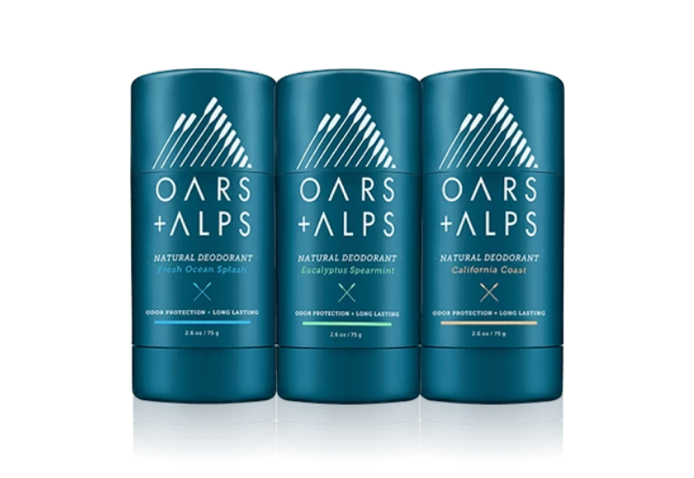 OARS
+ALPS
NATURAL DEODORANT
Fresh Ocean Splash
ODOR PROTECTION + LONG LASTING
2.6 oz / 75 g
OARS
+ALPS
NATURAL DEODORANT
Eucalyptus Spearmint
ODOR PROTECTION + LONG LASTING
2.6 oz / 75 g
OARS
+ALPS
NATURAL DEODORANT
California Coast
ODOR PROTECTION + LONG LASTING
2.6 oz / 75 g